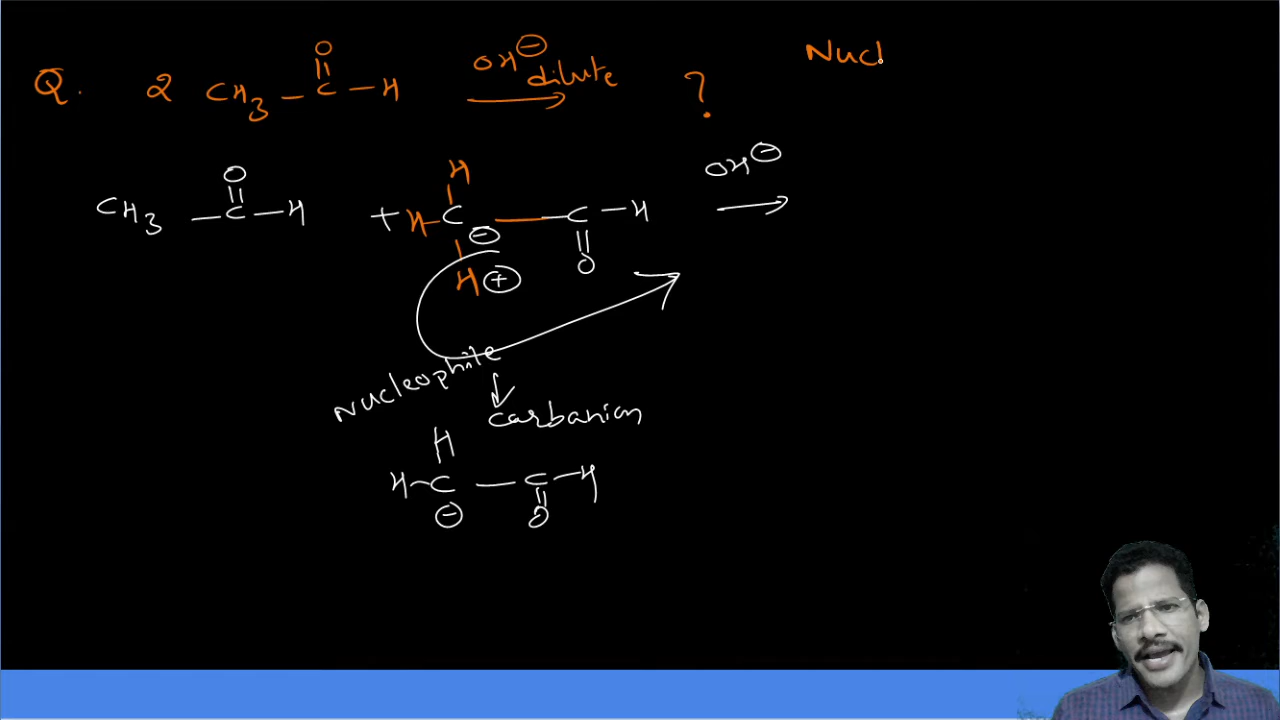 Q. 2 CH3 - C - H OH⊖ dilute → ? Nucl
O
CH3 - C - H + H - C - C - H OH⊖ →
O H ⊖ O
H ⊕
Nucleophile
carbanion
H
H - C - C - H
⊖ O